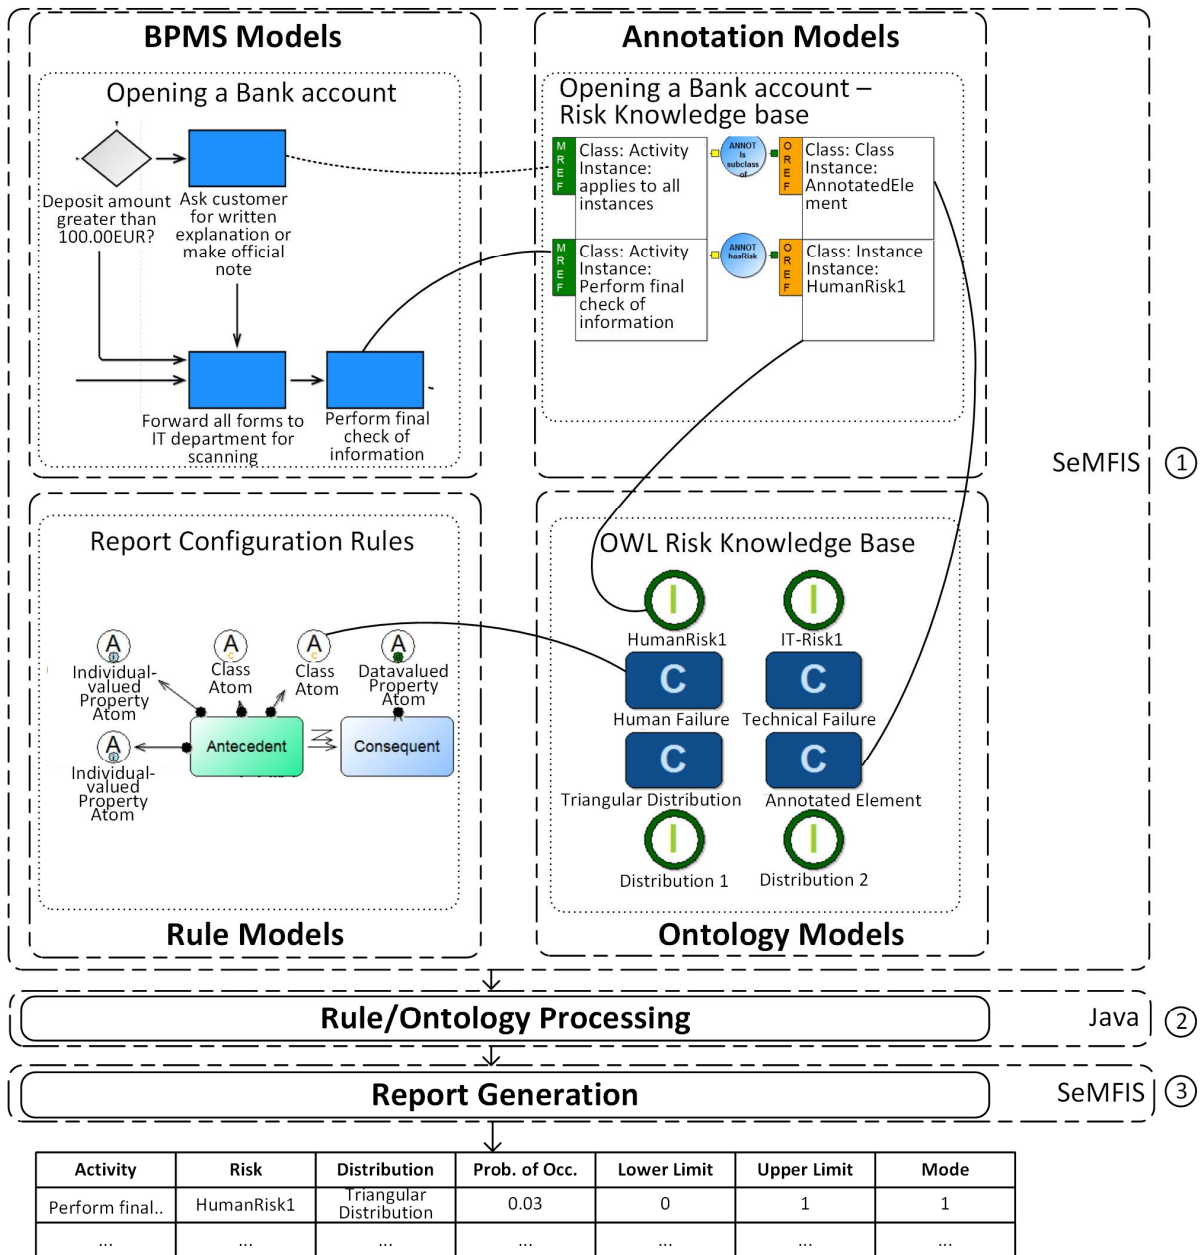 BPMS Models
Opening a Bank account
Deposit amount
greater than
100.00EUR?
Ask customer
for written
explanation or
make official
note
Forward all forms to
IT department for
scanning
Perform final
check of
information
Annotation Models
Opening a Bank account –
Risk Knowledge base
M
R
E
F
Class: Activity
Instance:
applies to all
instances
ANNOT
Is
subclass
of
O
R
E
F
Class: Class
Instance:
AnnotatedEle
ment
M
R
E
F
Class: Activity
Instance:
Perform final
check of
information
ANNOT
hasRisk
O
R
E
F
Class: Instance
Instance:
HumanRisk1
SeMFIS 1
Report Configuration Rules
A
Individual-
valued
Property
Atom
A
C
Class
Atom
A
C
Class
Atom
A
Datavalued
Property
Atom
A
Individual-
valued
Property
Atom
Antecedent
Consequent
Rule Models
OWL Risk Knowledge Base
I
HumanRisk1
I
IT-Risk1
C
Human Failure
C
Technical Failure
C
Triangular Distribution
C
Annotated Element
I
Distribution 1
I
Distribution 2
Ontology Models
Rule/Ontology Processing
Java 2
Report Generation
SeMFIS 3
Activity Risk Distribution Prob. of Occ. Lower Limit Upper Limit Mode
Perform final.. HumanRisk1 Triangular Distribution 0.03 0 1 1
... ... ... ... ... ... ...